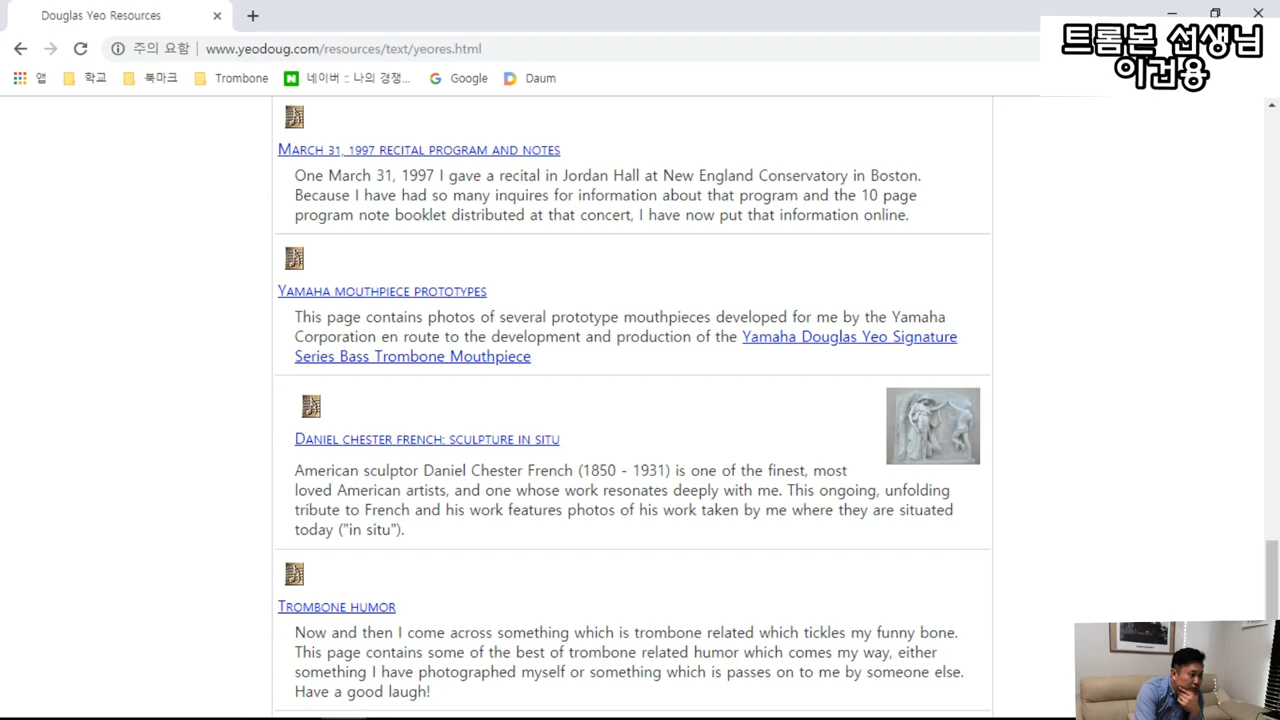 Douglas Yeo Resources
주의 요함 www.yeodoug.com/resources/text/yeores.html
트롬본 선생님
이건용
앱 학교 북마크 Trombone 네이버 :: 나의 경쟁... Google Daum
MARCH 31, 1997 RECITAL PROGRAM AND NOTES
One March 31, 1997 I gave a recital in Jordan Hall at New England Conservatory in Boston.
Because I have had so many inquires for information about that program and the 10 page
program note booklet distributed at that concert, I have now put that information online.
YAMAHA MOUTHPIECE PROTOTYPES
This page contains photos of several prototype mouthpieces developed for me by the Yamaha
Corporation en route to the development and production of the Yamaha Douglas Yeo Signature
Series Bass Trombone Mouthpiece
DANIEL CHESTER FRENCH: SCULPTURE IN SITU
American sculptor Daniel Chester French (1850 - 1931) is one of the finest, most
loved American artists, and one whose work resonates deeply with me. This ongoing, unfolding
tribute to French and his work features photos of his work taken by me where they are situated
today ("in situ").
TROMBONE HUMOR
Now and then I come across something which is trombone related which tickles my funny bone.
This page contains some of the best of trombone related humor which comes my way, either
something I have photographed myself or something which is passes on to me by someone else.
Have a good laugh!